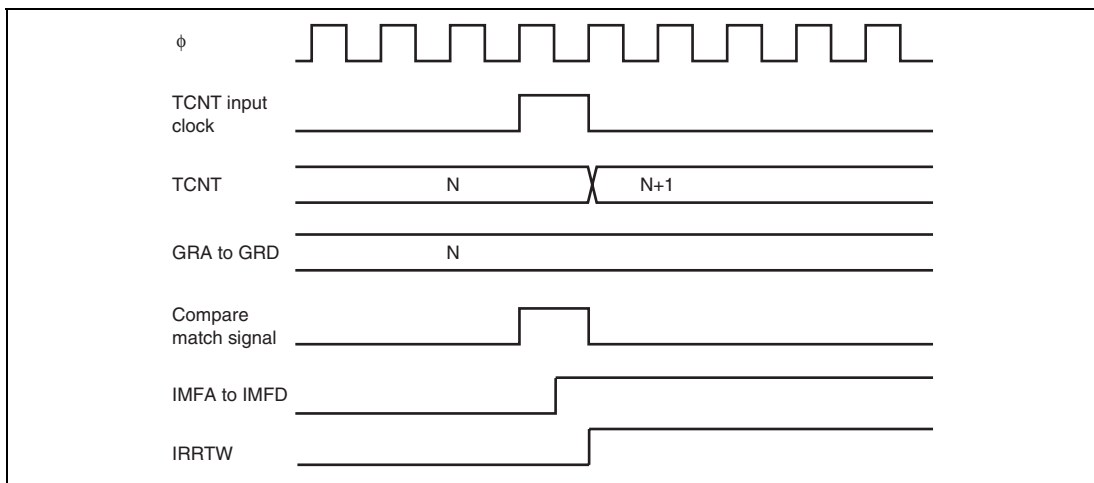 ϕ
TCNT input
clock
TCNT
N
N+1
GRA to GRD
N
Compare
match signal
IMFA to IMFD
IRRTW